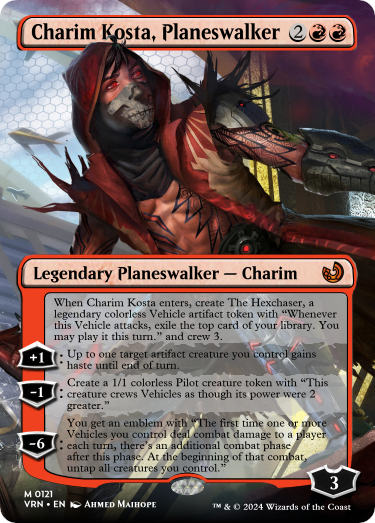 Charim Kosta, Planeswalker 2
Legendary Planeswalker — Charim
When Charim Kosta enters, create The Hexchaser, a
legendary colorless Vehicle artifact token with “Whenever
this Vehicle attacks, exile the top card of your library. You
may play it this turn.” and crew 3.
+1 : Up to one target artifact creature you control gains
haste until end of turn.
-1 : Create a 1/1 colorless Pilot creature token with “This
creature crews Vehicles as though its power were 2
greater.”
-6 : You get an emblem with “The first time one or more
Vehicles you control deal combat damage to a player
each turn, there’s an additional combat phase
after this phase. At the beginning of that combat,
untap all creatures you control.”
3
M 0121
VRN • EN Ahmed Maihope
™ & © 2024 Wizards of the Coast